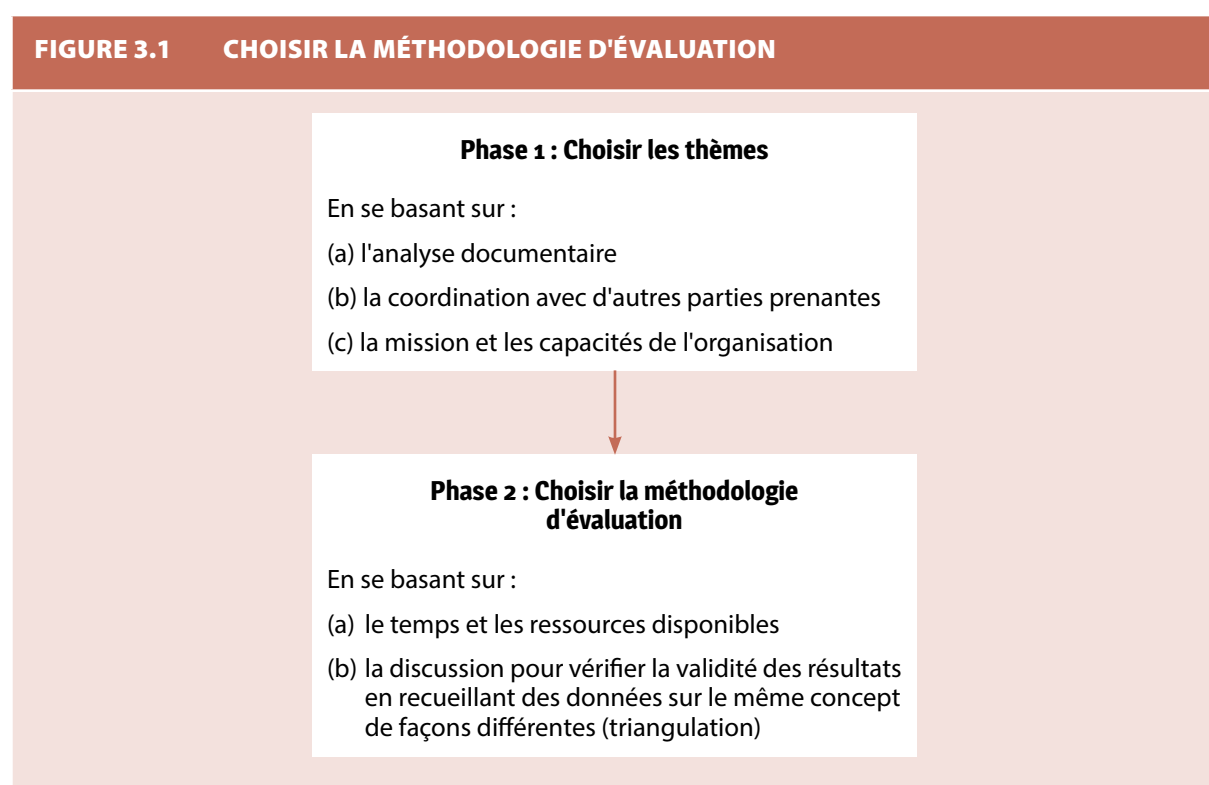 FIGURE 3.1 CHOISIR LA MÉTHODOLOGIE D'ÉVALUATION
Phase 1 : Choisir les thèmes
En se basant sur :
(a) l'analyse documentaire
(b) la coordination avec d'autres parties prenantes
(c) la mission et les capacités de l'organisation
Phase 2 : Choisir la méthodologie
d'évaluation
En se basant sur :
(a) le temps et les ressources disponibles
(b) la discussion pour vérifier la validité des résultats
en recueillant des données sur le même concept
de façons différentes (triangulation)